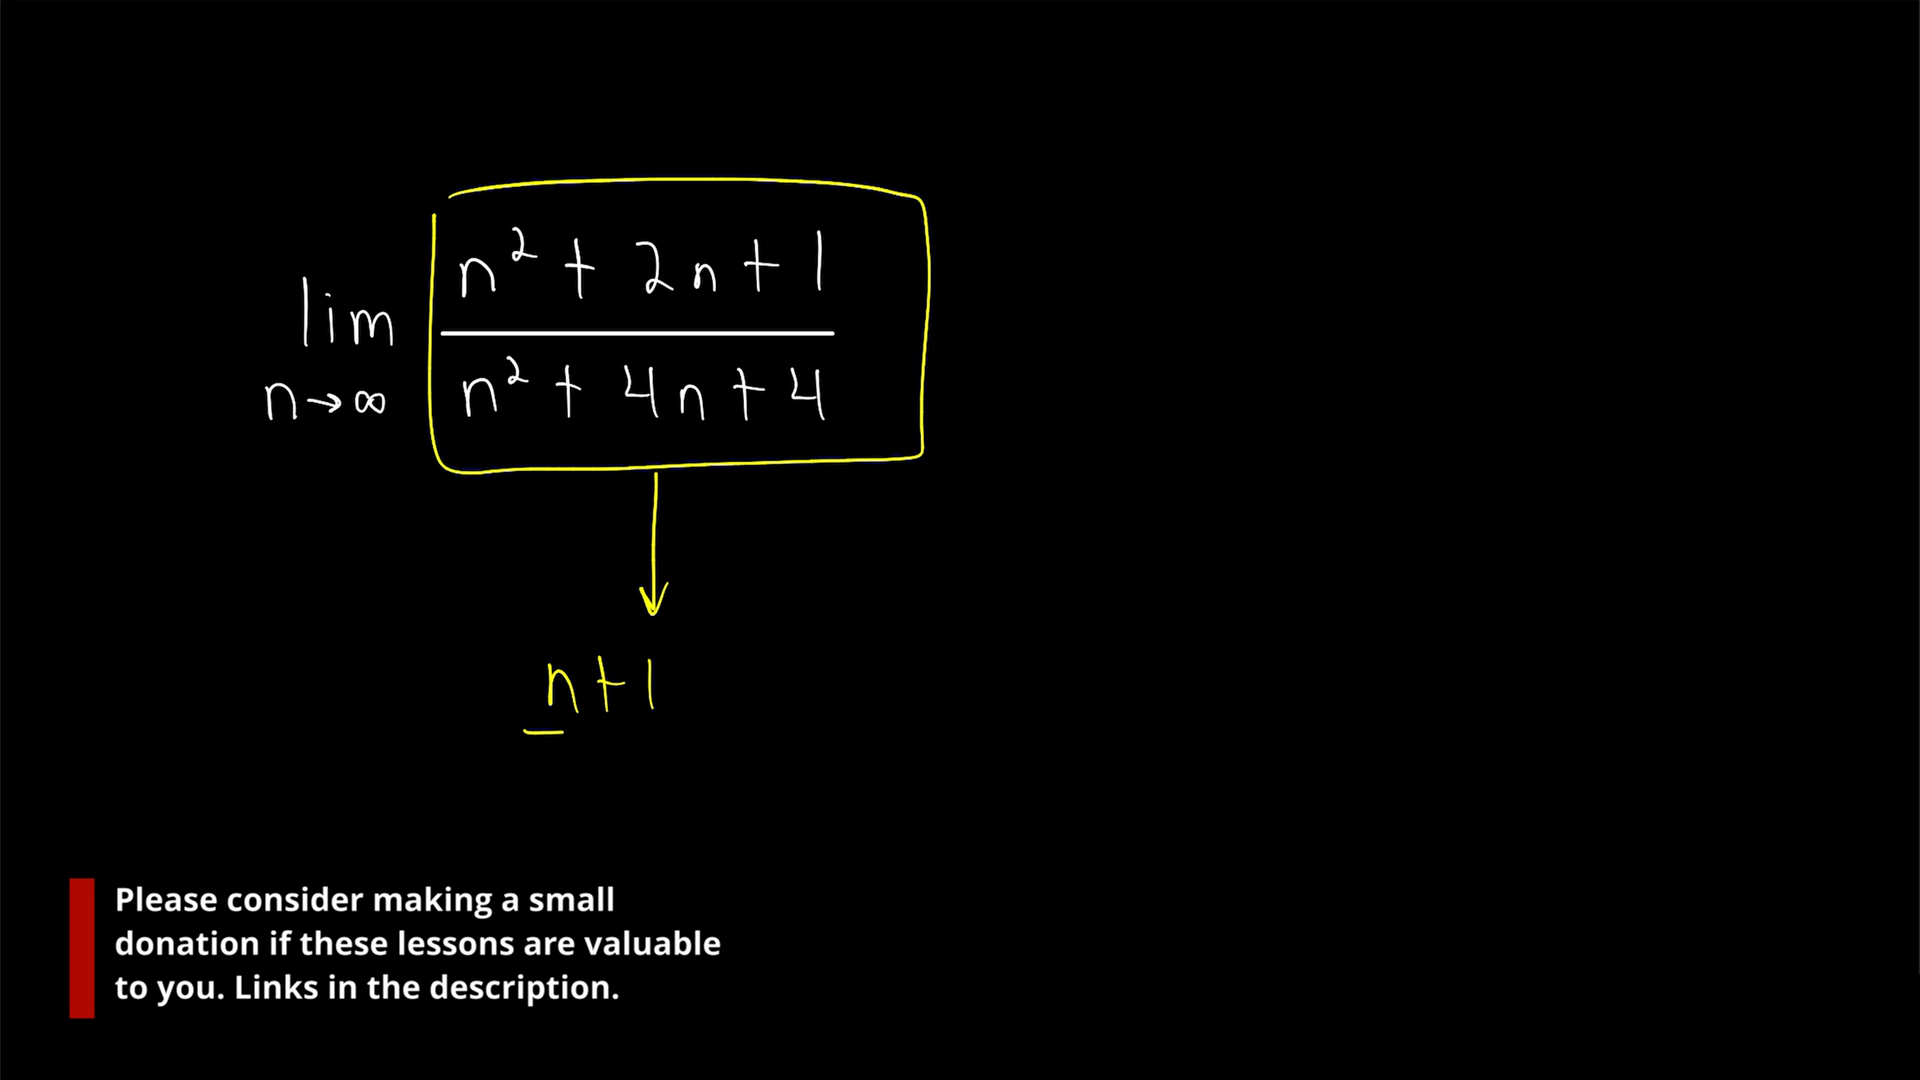 lim n→∞ (n² + 2n + 1) / (n² + 4n + 4)
n+1
Please consider making a small
donation if these lessons are valuable
to you. Links in the description.